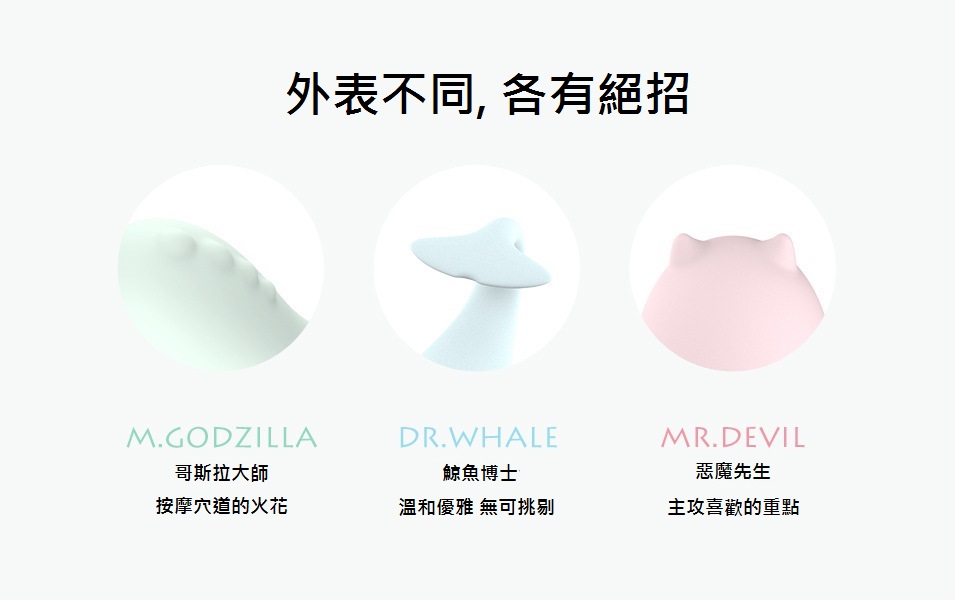 外表不同, 各有絕招
M.GODZILLA
哥斯拉大師
按摩穴道的火花
DR.WHALE
鯨魚博士
溫和優雅 無可挑剔
MR.DEVIL
惡魔先生
主攻喜歡的重點